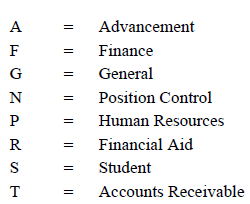 A = Advancement
F = Finance
G = General
N = Position Control
P = Human Resources
R = Financial Aid
S = Student
T = Accounts Receivable